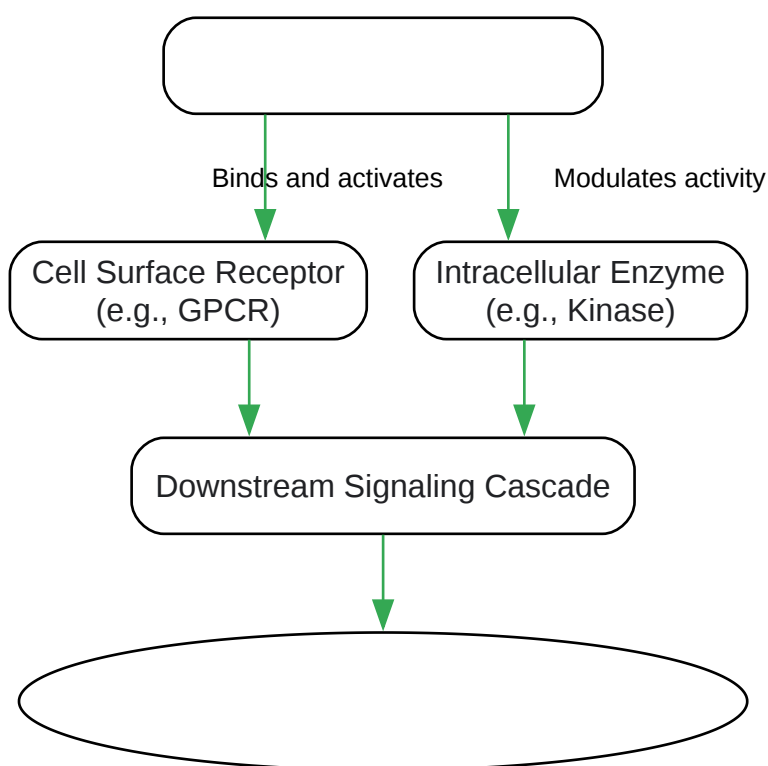 Binds and activates
Modulates activity
Cell Surface Receptor
(e.g., GPCR)
Intracellular Enzyme
(e.g., Kinase)
Downstream Signaling Cascade